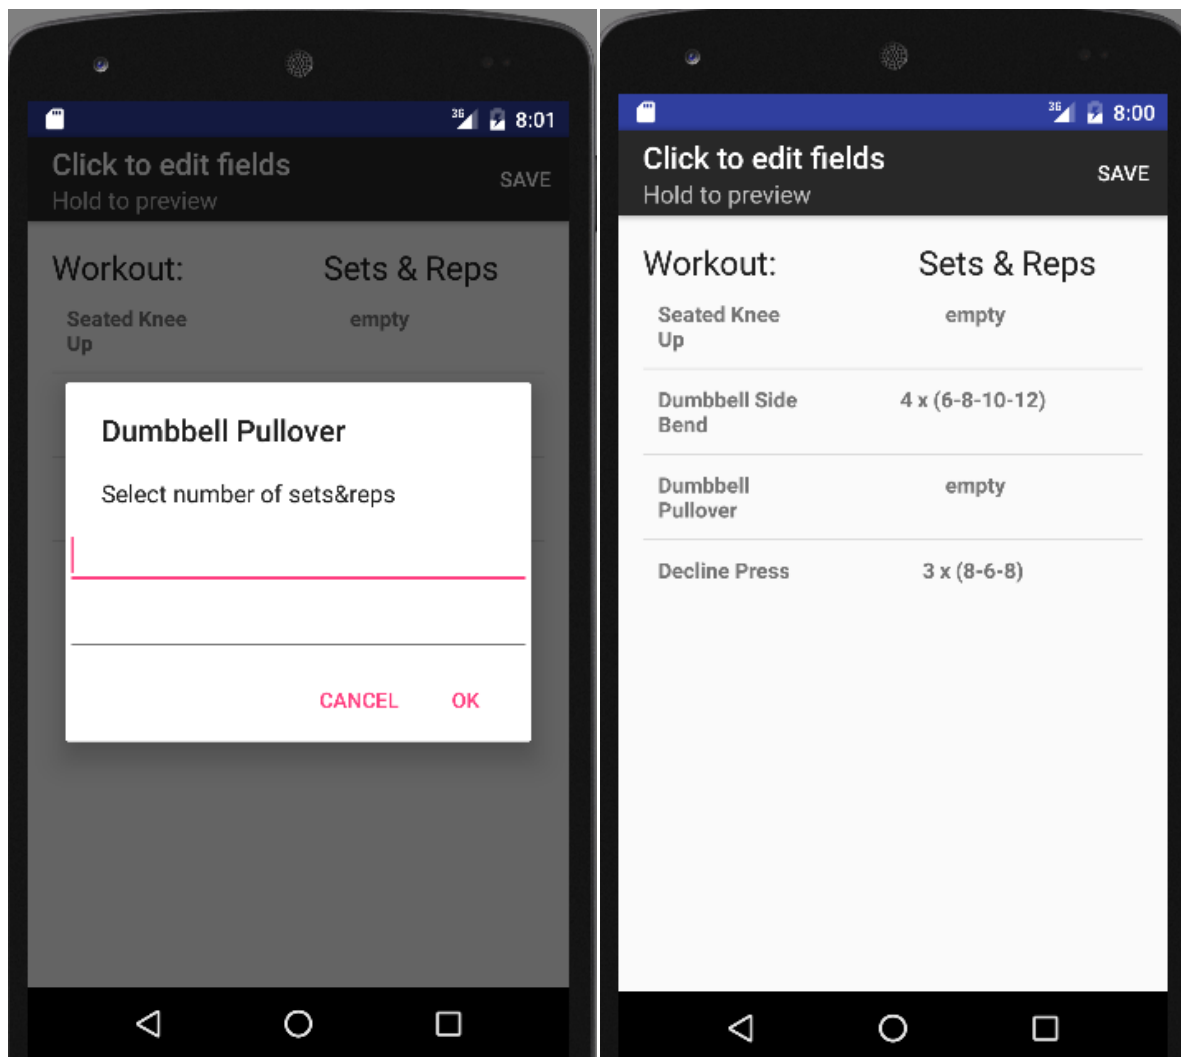 3G 8:01
Click to edit fields
Hold to preview
SAVE
Workout: Sets & Reps
Seated Knee
Up
empty
Dumbbell Pullover
Select number of sets&reps
CANCEL OK
3G 8:00
Click to edit fields
Hold to preview
SAVE
Workout: Sets & Reps
Seated Knee
Up
empty
Dumbbell Side
Bend
4 x (6-8-10-12)
Dumbbell
Pullover
empty
Decline Press 3 x (8-6-8)